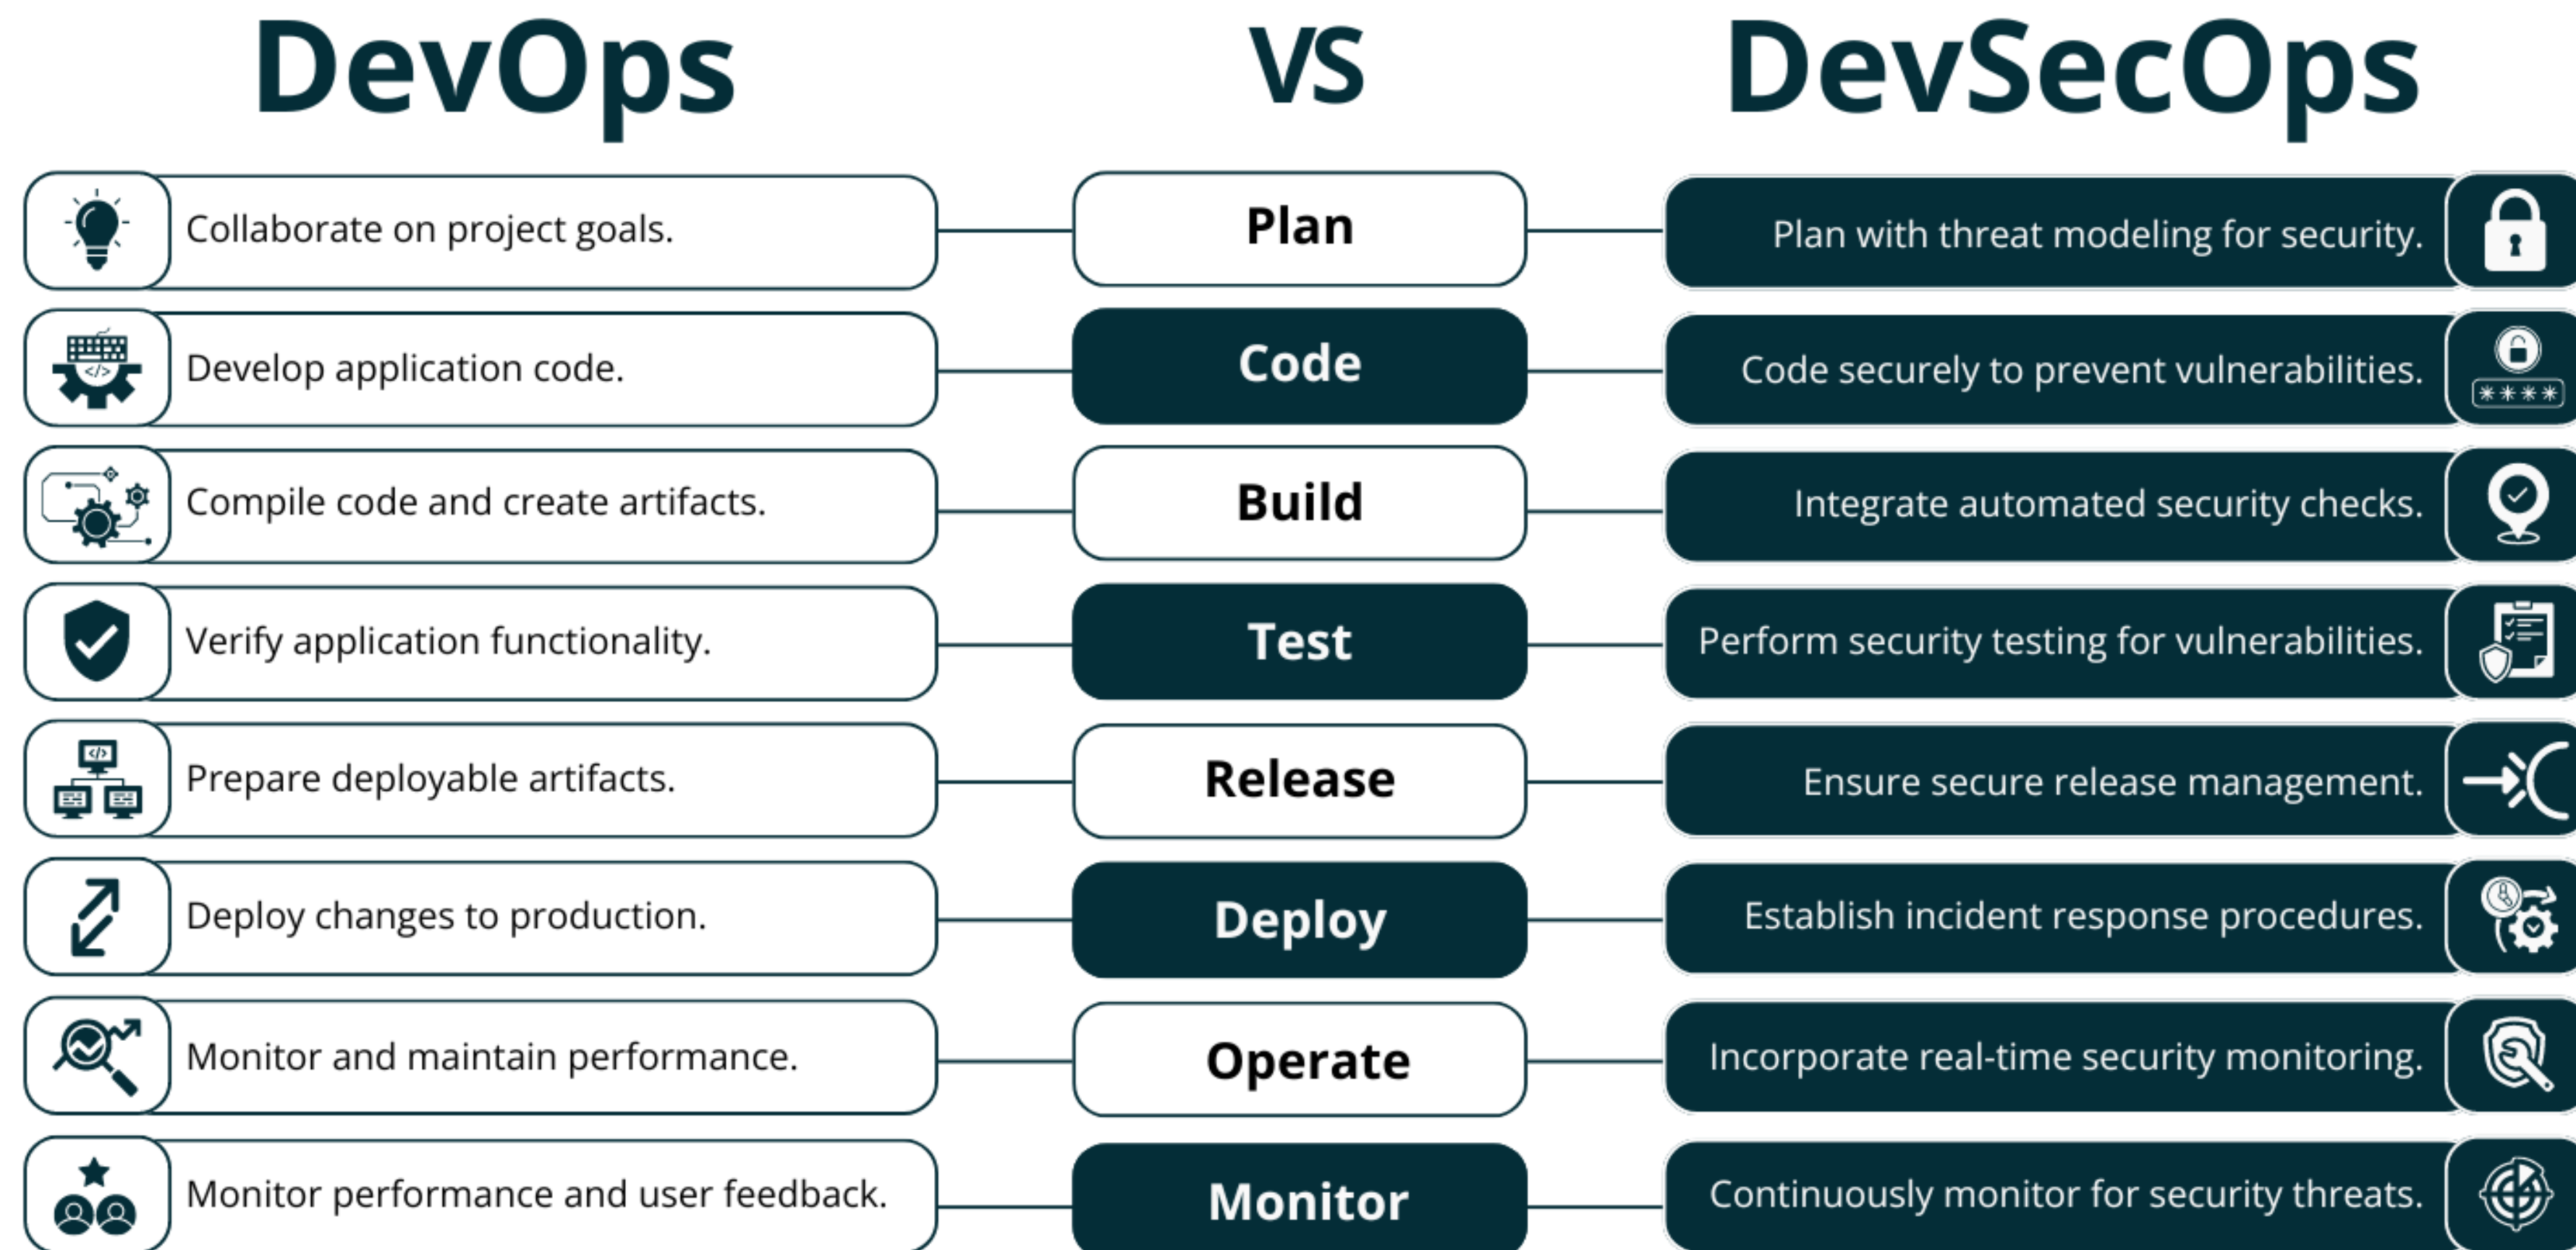 DevOps VS DevSecOps
Collaborate on project goals. Plan Plan with threat modeling for security.
Develop application code. Code Code securely to prevent vulnerabilities.
Compile code and create artifacts. Build Integrate automated security checks.
Verify application functionality. Test Perform security testing for vulnerabilities.
Prepare deployable artifacts. Release Ensure secure release management.
Deploy changes to production. Deploy Establish incident response procedures.
Monitor and maintain performance. Operate Incorporate real-time security monitoring.
Monitor performance and user feedback. Monitor Continuously monitor for security threats.